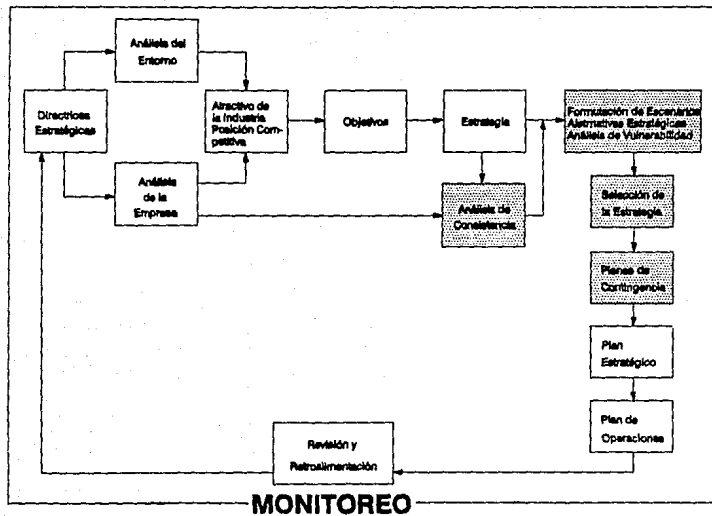 Análisis del
Entorno
Directrices
Estratégicas
Atractivo de
la Industria
Posición Com-
petitiva
Objetivos
Estrategia
Formutación de Escenarios
Alternativas Estratégicas
Análisis de Vulnerabilidad
Análisis
de la
Empresa
Análisis de
Consistencia
Selección de
la Estrategia
Planes de
Contingencia
Plan
Estratégico
Plan de
Operaciones
Revisión y
Retroalimentación
MONITOREO